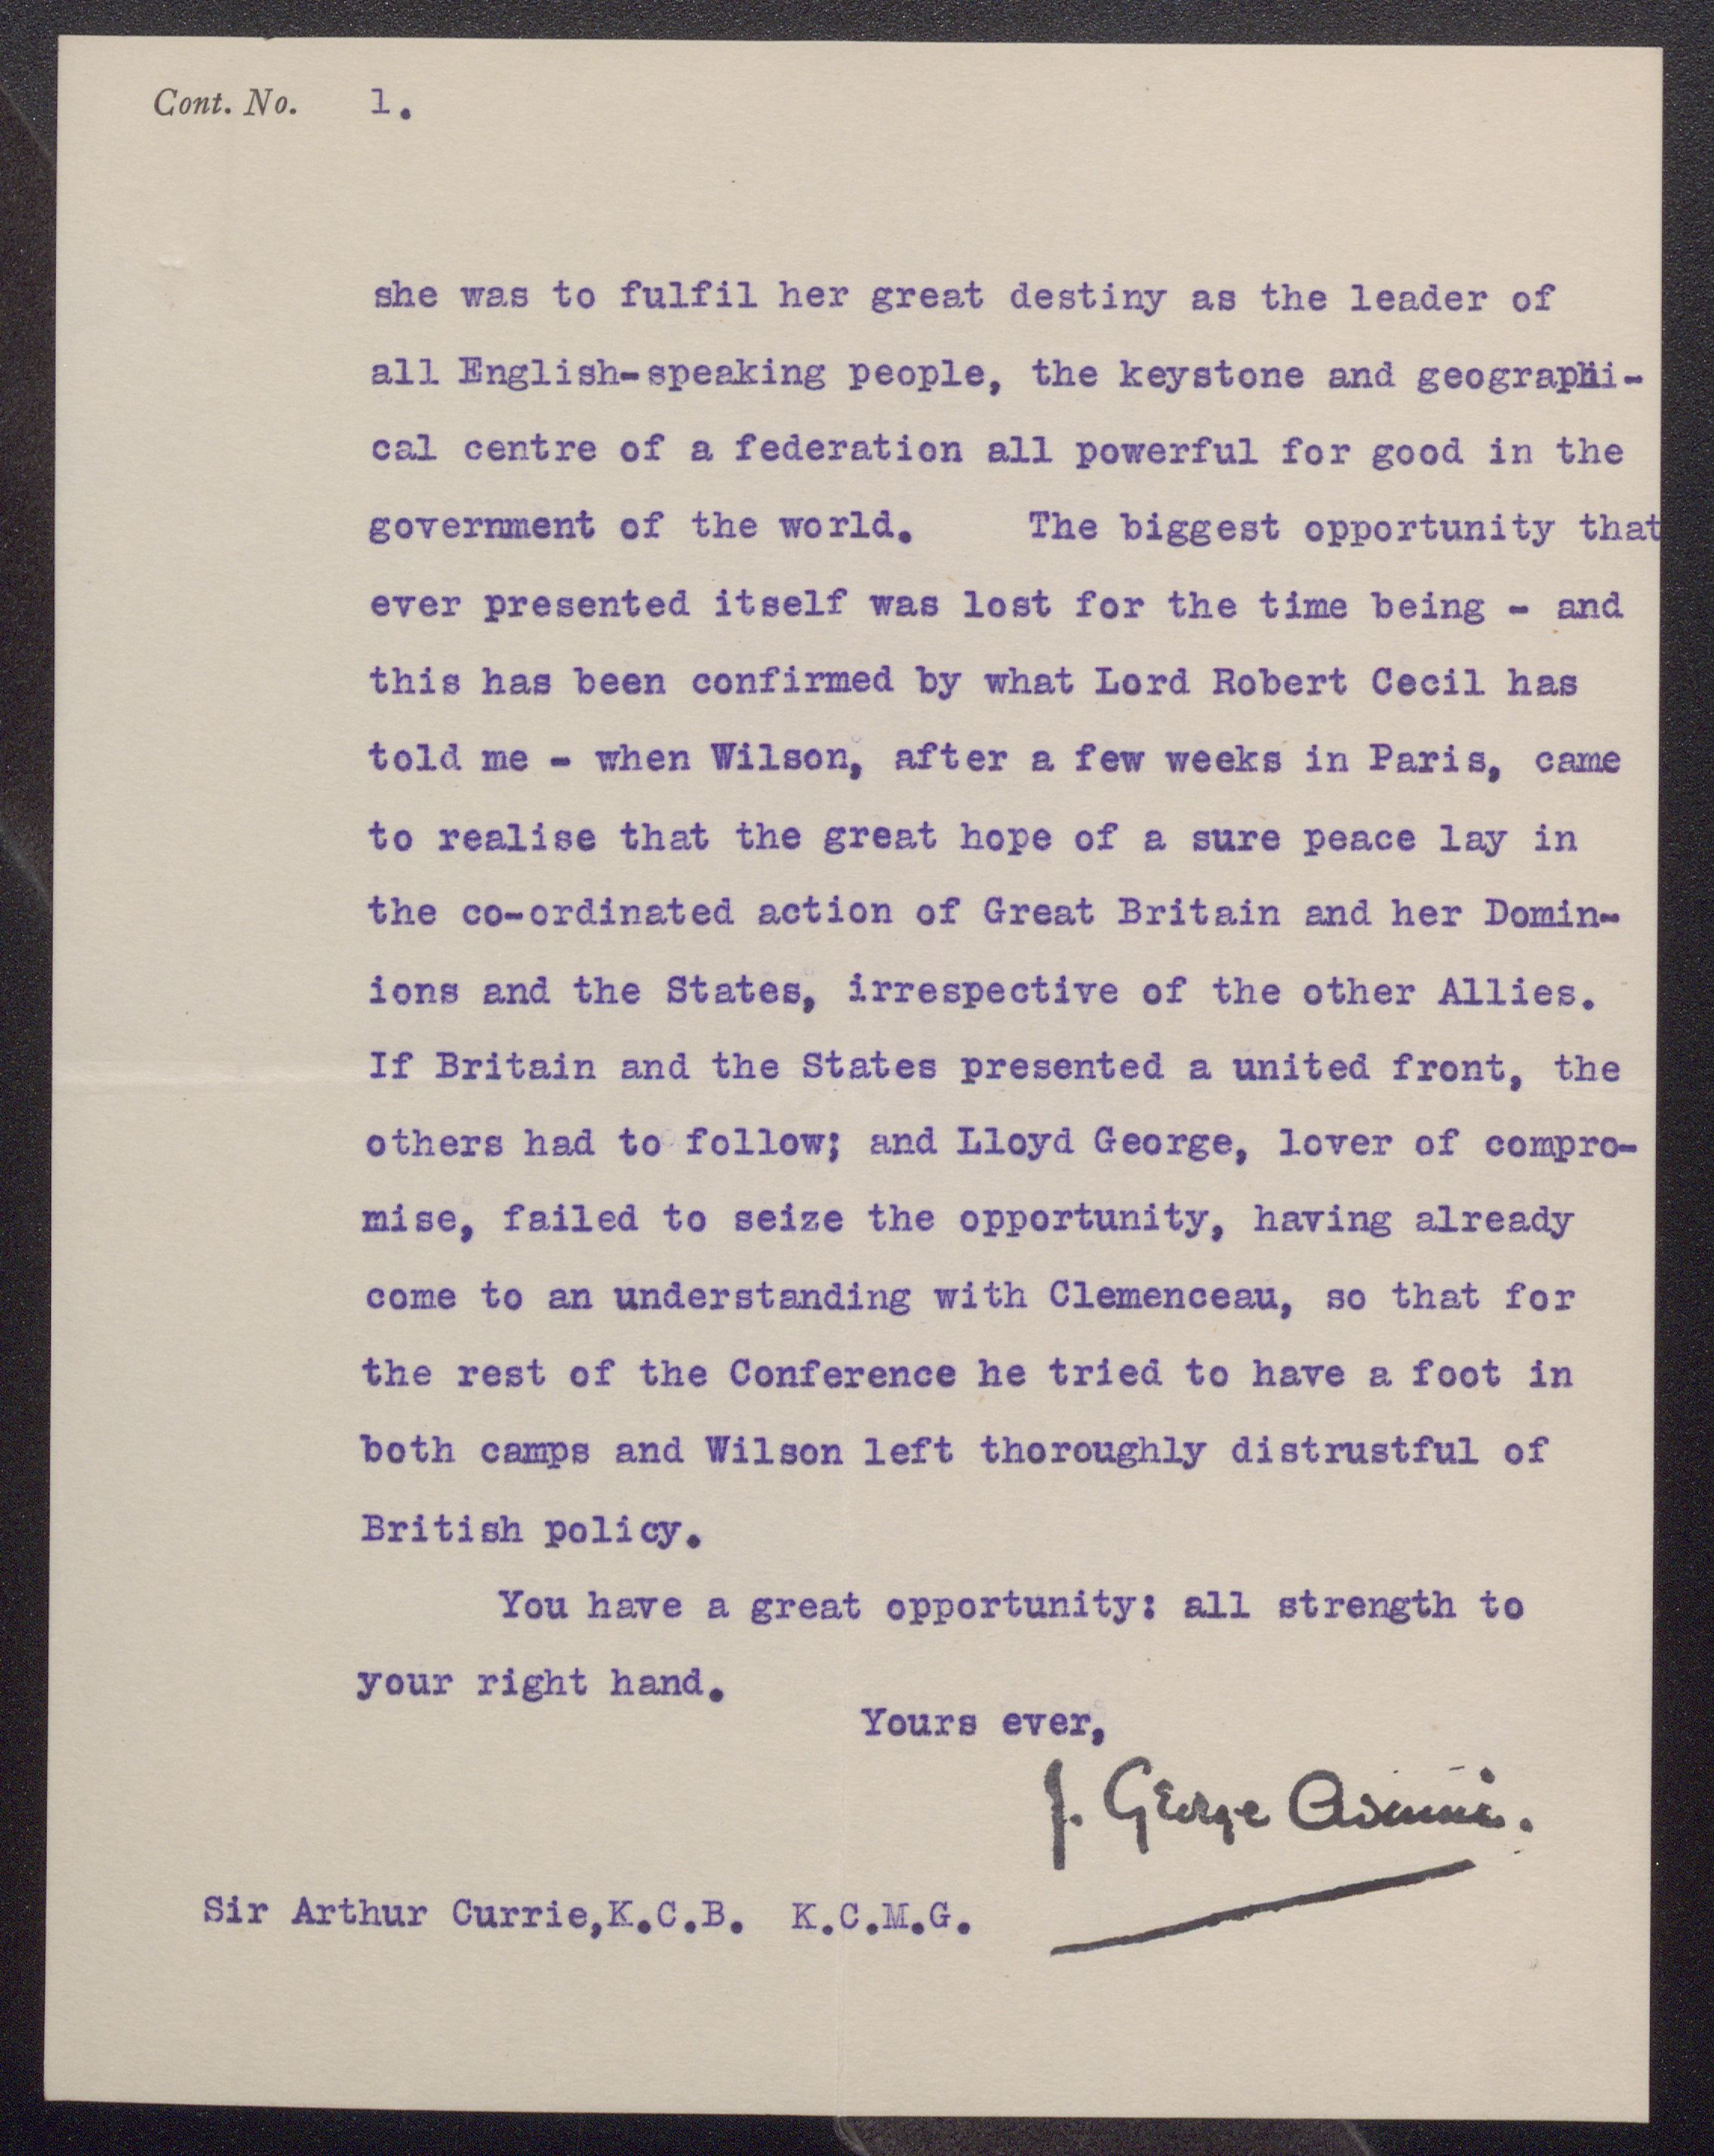 Cont. No. 1.
she was to fulfil her great destiny as the leader of
all English-speaking people, the keystone and geographi-
cal centre of a federation all powerful for good in the
government of the world. The biggest opportunity that
ever presented itself was lost for the time being - and
this has been confirmed by what Lord Robert Cecil has
told me - when Wilson, after a few weeks in Paris, came
to realise that the great hope of a sure peace lay in
the co-ordinated action of Great Britain and her Domin-
ions and the States, irrespective of the other Allies.
If Britain and the States presented a united front, the
others had to follow; and Lloyd George, lover of compro-
mise, failed to seize the opportunity, having already
come to an understanding with Clemenceau, so that for
the rest of the Conference he tried to have a foot in
both camps and Wilson left thoroughly distrustful of
British policy.
You have a great opportunity: all strength to
your right hand.
Yours ever,
J. George Adami.
Sir Arthur Currie,K.C.B. K.C.M.G.